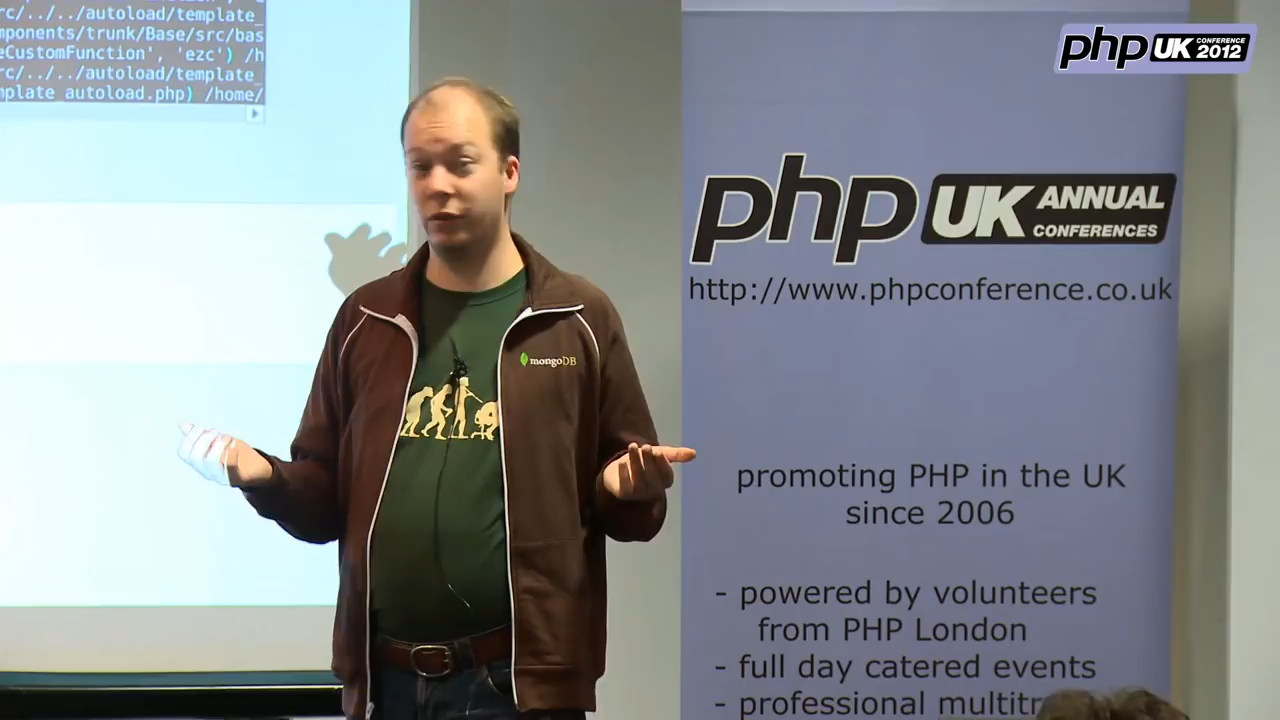 rc/../../autoload/template_
mponents/trunk/Base/src/bas
eCustomFunction', 'ezc') /h
rc/../../autoload/template_
mplate_autoload.php) /home/
php UK CONFERENCE 2012
php UK ANNUAL CONFERENCES
http://www.phpconference.co.uk
mongoDB
promoting PHP in the UK
since 2006
- powered by volunteers
from PHP London
- full day catered events
- professional multitr